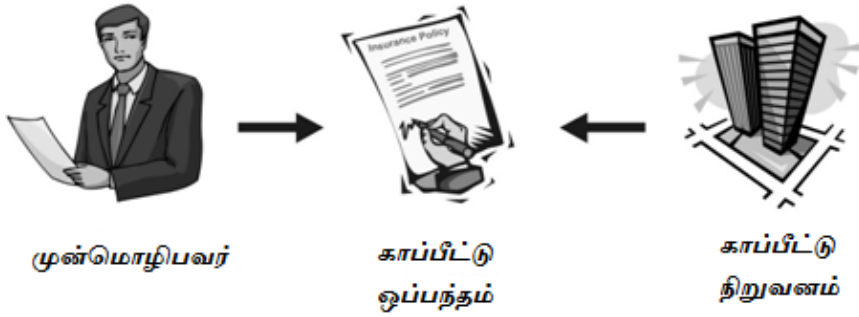 Insurance Policy
முன்மொழிபவர்
காப்பீட்டு
ஒப்பந்தம்
காப்பீட்டு
நிறுவனம்